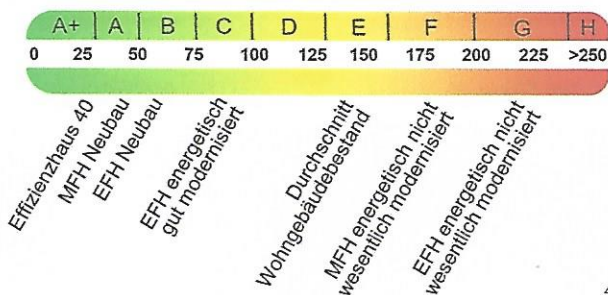 A+ A B C D E F G H
0 25 50 75 100 125 150 175 200 225 >250
Effizienzhaus 40
MFH Neubau
EFH Neubau
EFH energetisch
gut modernisiert
Durchschnitt
Wohngebäudebestand
MFH energetisch nicht
wesentlich modernisiert
EFH energetisch nicht
wesentlich modernisiert